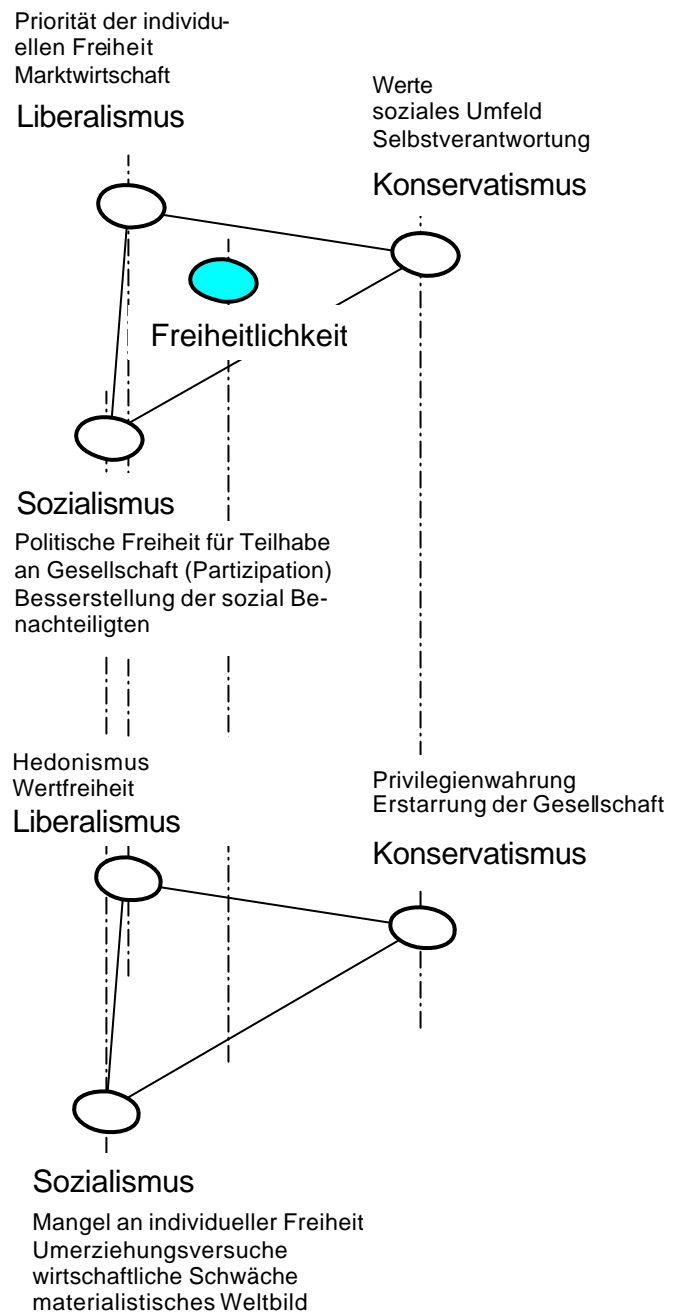 Priorität der individu-
ellen Freiheit
Marktwirtschaft
Liberalismus
Werte
soziales Umfeld
Selbstverantwortung
Konservatismus
Freiheitlichkeit
Sozialismus
Politische Freiheit für Teilhabe
an Gesellschaft (Partizipation)
Besserstellung der sozial Be-
nachteiligten
Hedonismus
Wertfreiheit
Liberalismus
Privilegienwahrung
Erstarrung der Gesellschaft
Konservatismus
Sozialismus
Mangel an individueller Freiheit
Umerziehungsversuche
wirtschaftliche Schwäche
materialistisches Weltbild